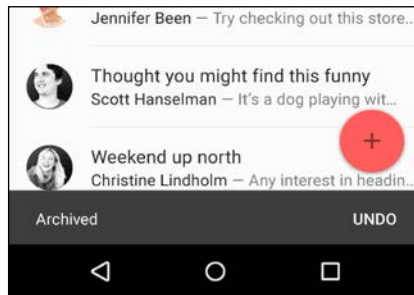 Jennifer Been — Try checking out this store...
Thought you might find this funny
Scott Hanselman — It's a dog playing wit...
+
Weekend up north
Christine Lindholm — Any interest in headin...
Archived UNDO